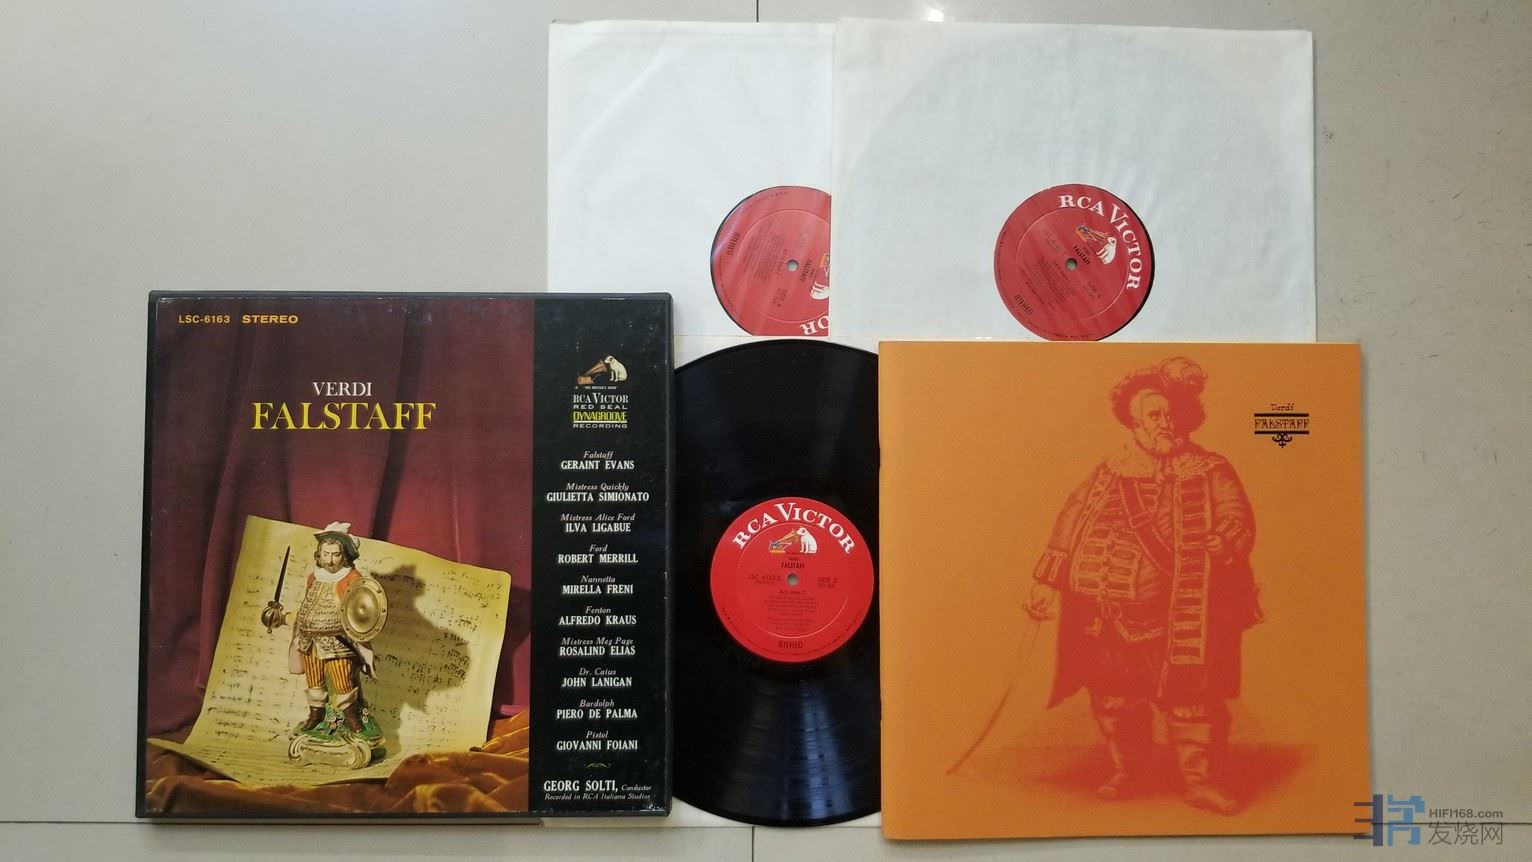 LSC-6163 STEREO
VERDI
FALSTAFF
"HIS MASTER'S VOICE"
RCA VICTOR
RED SEAL
DYNAGROOVE
RECORDING
Falstaff
GERAINT EVANS
Mistress Quickly
GIULIETTA SIMIONATO
Mistress Alice Ford
ILVA LIGABUE
Ford
ROBERT MERRILL
Nannetta
MIRELLA FRENI
Fenton
ALFREDO KRAUS
Mistress Meg Page
ROSALIND ELIAS
Dr. Caius
JOHN LANIGAN
Bardolph
PIERO DE PALMA
Pistol
GIOVANNI FOIANI
GEORG SOLTI, Conductor
Recorded in RCA Italiana Studios
STEREO
FALSTAFF
RCA VICTOR
FALSTAFF
STEREO
RCA VICTOR
FALSTAFF
SIDE 2
STEREO
Verdi
FALSTAFF
HIFI168.com
发烧网